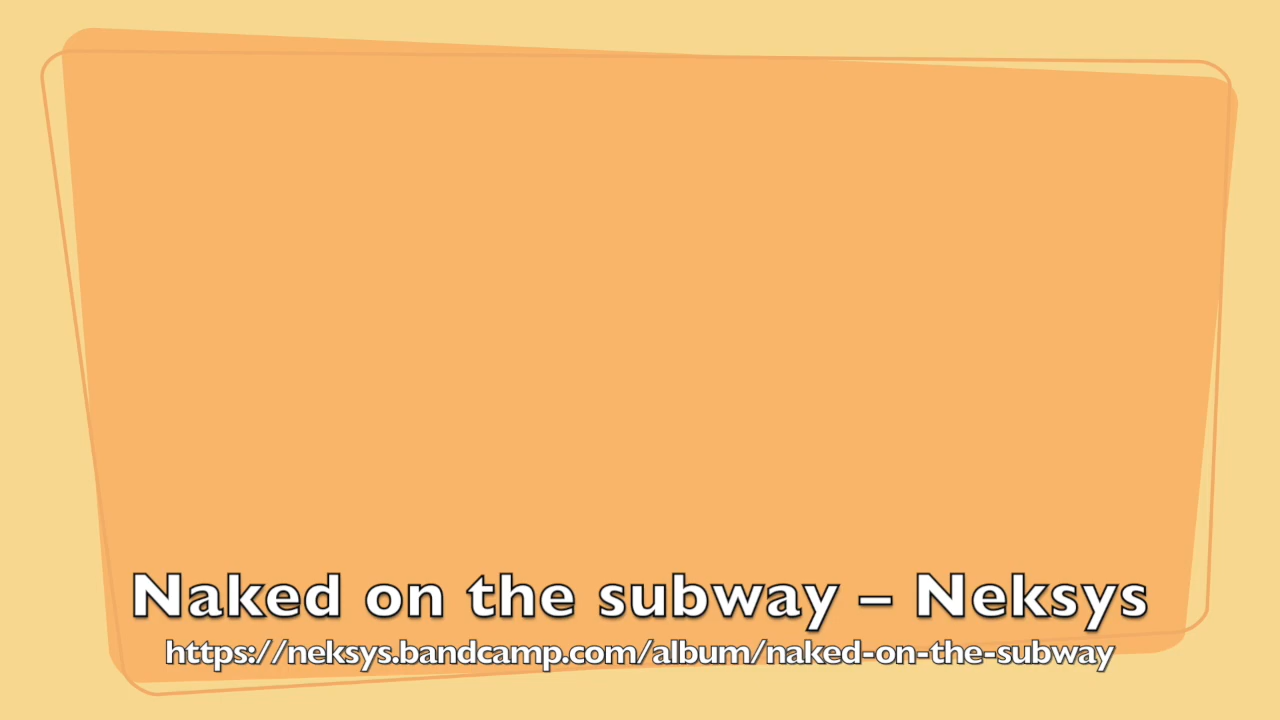 Naked on the subway – Neksys
https://neksys.bandcamp.com/album/naked-on-the-subway